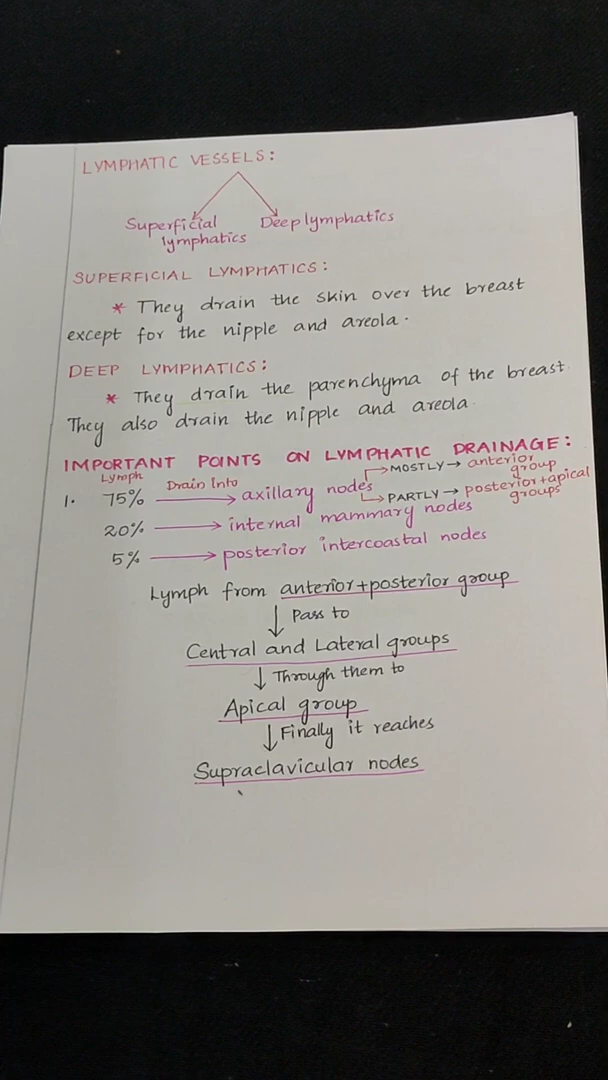 LYMPHATIC VESSELS:
Superficial Deep lymphatics
lymphatics
SUPERFICIAL LYMPHATICS:
* They drain the skin over the breast
except for the nipple and areola.
DEEP LYMPHATICS:
* They drain the parenchyma of the breast.
They also drain the nipple and areola.
IMPORTANT POINTS ON LYMPHATIC DRAINAGE:
Lymph Drain Into
1. 75% → axillary nodes → MOSTLY → anterior group
→ PARTLY → posterior + apical groups
20% → internal mammary nodes
5% → posterior intercoastal nodes
Lymph from anterior + posterior group
↓ Pass to
Central and Lateral groups
↓ Through them to
Apical group
↓ Finally it reaches
Supraclavicular nodes